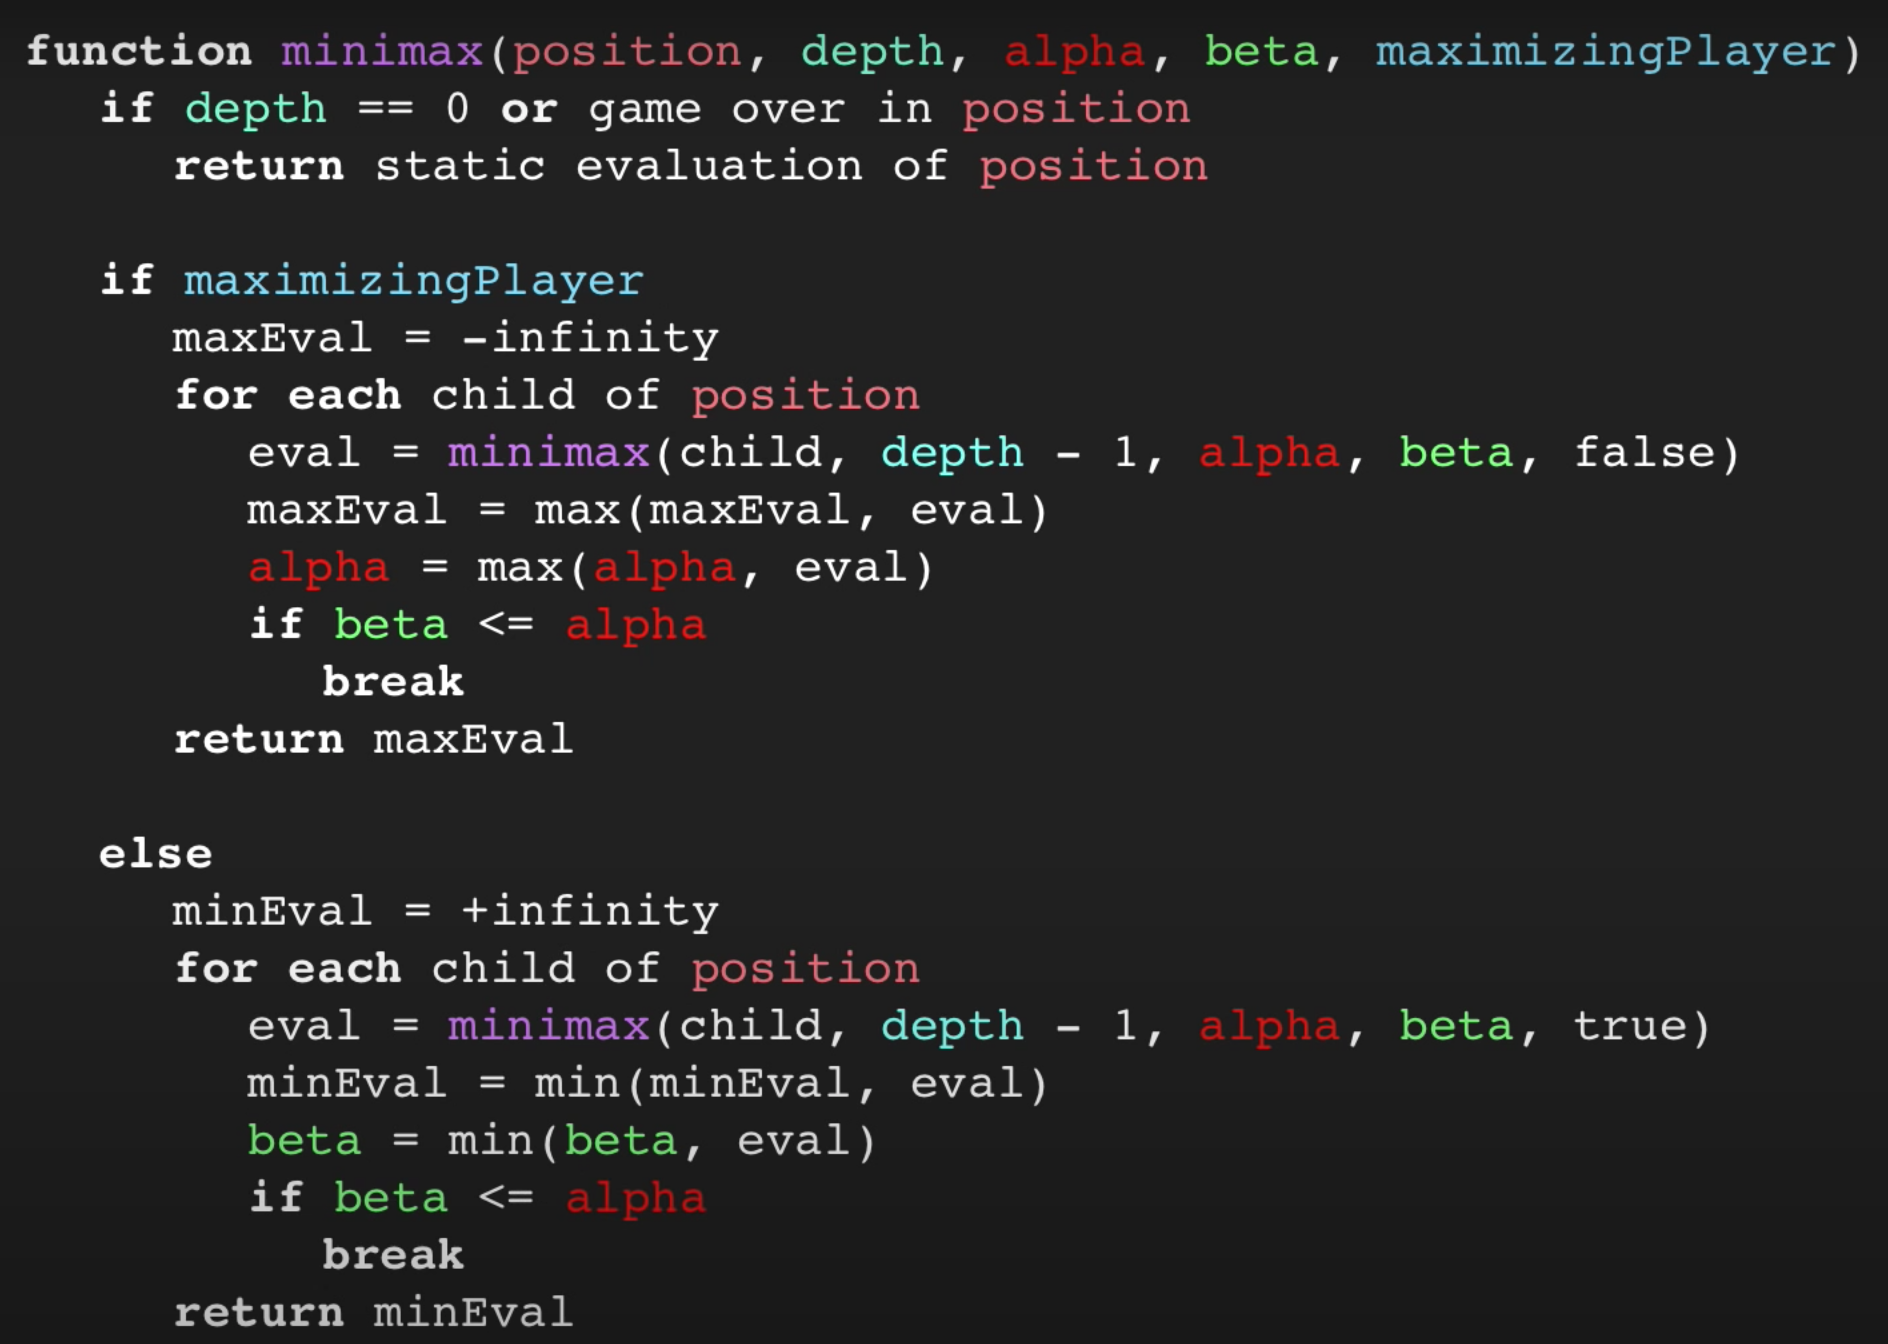 function minimax(position, depth, alpha, beta, maximizingPlayer)
if depth == 0 or game over in position
return static evaluation of position
if maximizingPlayer
maxEval = -infinity
for each child of position
eval = minimax(child, depth - 1, alpha, beta, false)
maxEval = max(maxEval, eval)
alpha = max(alpha, eval)
if beta <= alpha
break
return maxEval
else
minEval = +infinity
for each child of position
eval = minimax(child, depth - 1, alpha, beta, true)
minEval = min(minEval, eval)
beta = min(beta, eval)
if beta <= alpha
break
return minEval